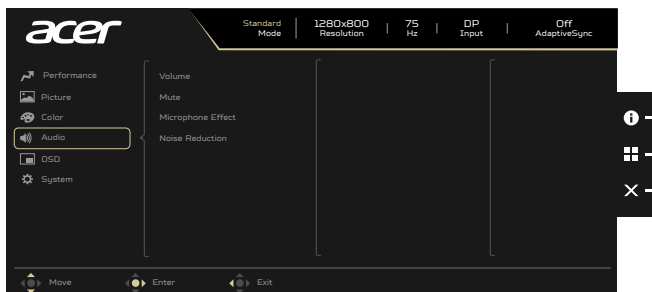 acer
Standard Mode
1280x800 Resolution
75 Hz
DP Input
Off AdaptiveSync
Performance
Picture
Color
Audio
OSD
System
Volume
Mute
Microphone Effect
Noise Reduction
Move
Enter
Exit